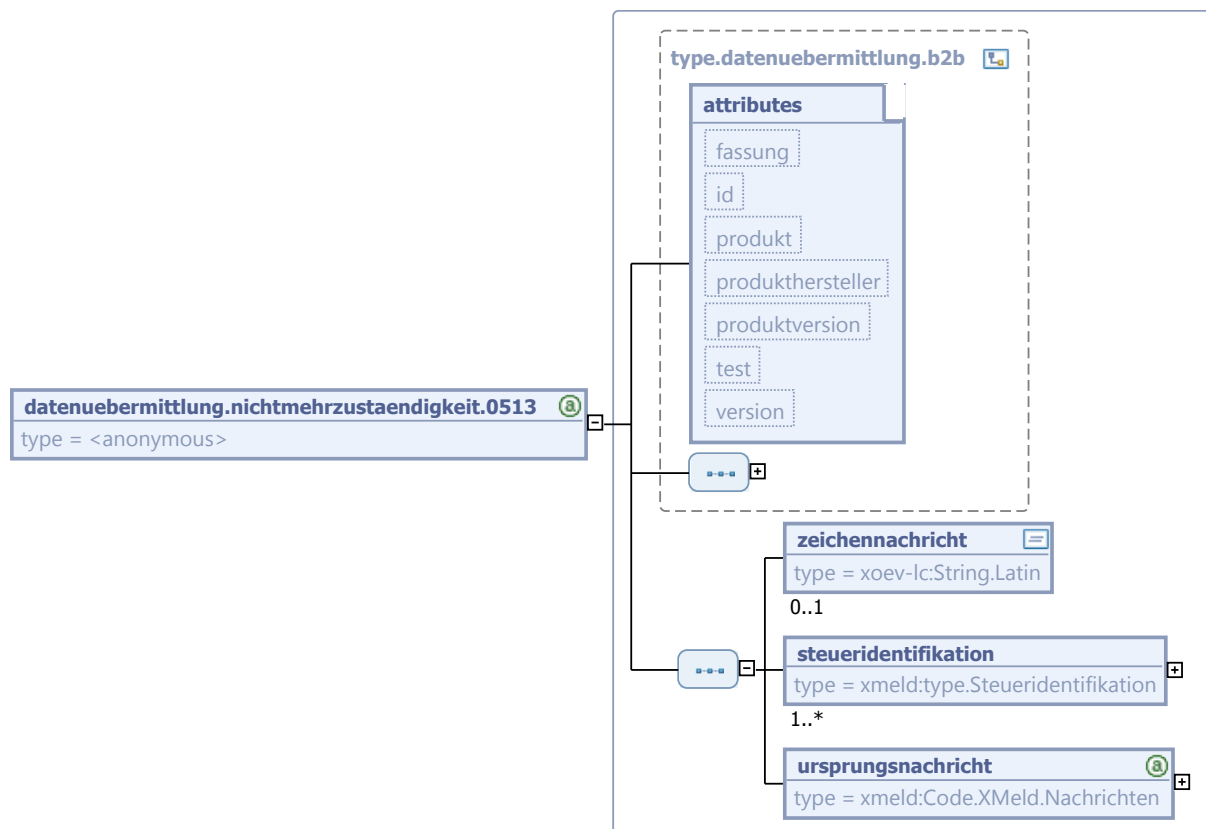 type.datenuebermittlung.b2b
attributes
fassung
id
produkt
produkthersteller
produktversion
test
version
datenuebermittlung.nichtmehrzustaendigkeit.0513
type = <anonymous>
zeichennachricht
type = xoev-lc:String.Latin
0..1
steueridentifikation
type = xmeld:type.Steueridentifikation
1..*
ursprungsnachricht
type = xmeld:Code.XMeld.Nachrichten